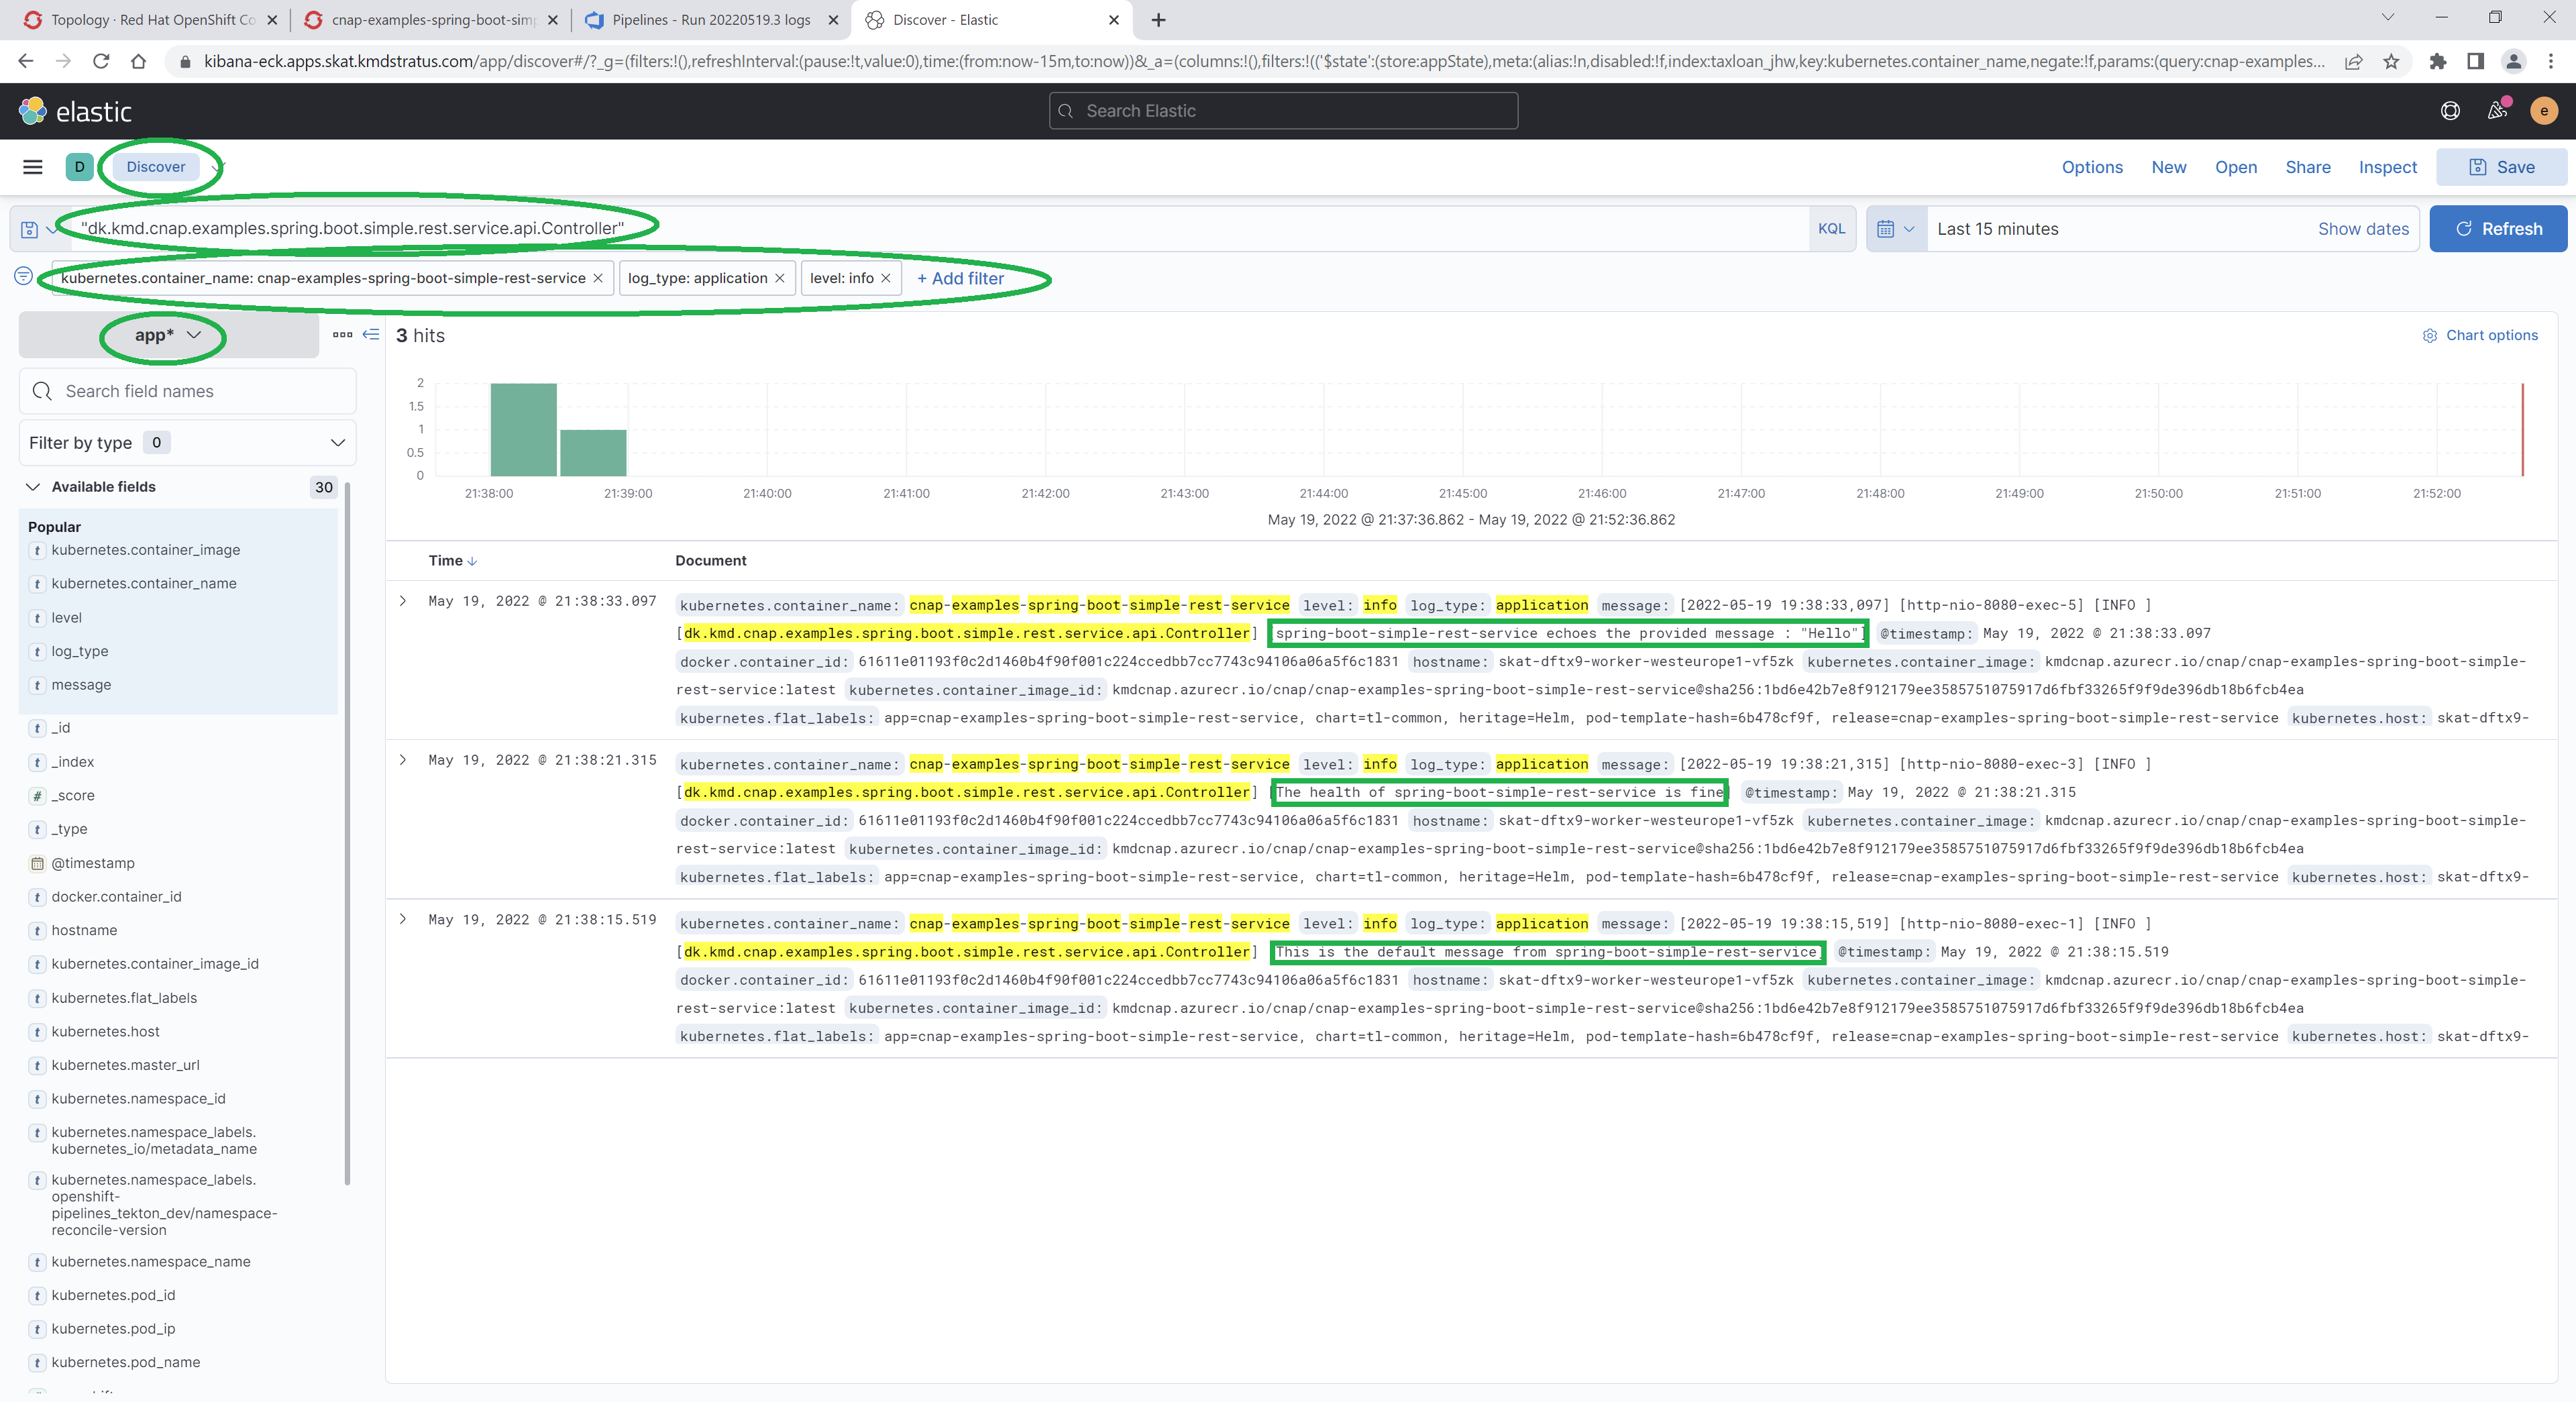 Topology · Red Hat OpenShift Co
cnap-examples-spring-boot-simp
Pipelines - Run 20220519.3 logs
Discover - Elastic
kibana-eck.apps.skat.kmdstratus.com/app/discover#/?_g=(filters:!(),refreshInterval:(pause:!t,value:0),time:(from:now-15m,to:now))&_a=(columns:!(),filters:!(('$state':(store:appState),meta:(alias:!n,disabled:!f,index:taxloan_jhw,key:kubernetes.container_name,negate:!f,params:(query:cnap-examples...
elastic
Search Elastic
e
D
Discover
Options
New
Open
Share
Inspect
Save
"dk.kmd.cnap.examples.spring.boot.simple.rest.service.api.Controller"
KQL
Last 15 minutes
Show dates
Refresh
kubernetes.container_name: cnap-examples-spring-boot-simple-rest-service
log_type: application
level: info
+ Add filter
app*
3 hits
Chart options
Search field names
Filter by type 0
Available fields 30
Popular
t kubernetes.container_image
t kubernetes.container_name
t level
t log_type
t message
t _id
t _index
# _score
t _type
@timestamp
t docker.container_id
t hostname
t kubernetes.container_image_id
t kubernetes.flat_labels
t kubernetes.host
t kubernetes.master_url
t kubernetes.namespace_id
t kubernetes.namespace_labels.
kubernetes_io/metadata_name
t kubernetes.namespace_labels.
openshift-
pipelines_tekton_dev/namespace-
reconcile-version
t kubernetes.namespace_name
t kubernetes.pod_id
t kubernetes.pod_ip
t kubernetes.pod_name
2
1.5
1
0.5
0
21:38:00 21:39:00 21:40:00 21:41:00 21:42:00 21:43:00 21:44:00 21:45:00 21:46:00 21:47:00 21:48:00 21:49:00 21:50:00 21:51:00 21:52:00
May 19, 2022 @ 21:37:36.862 - May 19, 2022 @ 21:52:36.862
Time Document
May 19, 2022 @ 21:38:33.097 kubernetes.container_name: cnap-examples-spring-boot-simple-rest-service level: info log_type: application message: [2022-05-19 19:38:33,097] [http-nio-8080-exec-5] [INFO ]
[dk.kmd.cnap.examples.spring.boot.simple.rest.service.api.Controller] spring-boot-simple-rest-service echoes the provided message : "Hello"] @timestamp: May 19, 2022 @ 21:38:33.097
docker.container_id: 61611e01193f0c2d1460b4f90f001c224ccedbb7cc7743c94106a06a5f6c1831 hostname: skat-dftx9-worker-westeurope1-vf5zk kubernetes.container_image: kmdcnap.azurecr.io/cnap/cnap-examples-spring-boot-simple-
rest-service:latest kubernetes.container_image_id: kmdcnap.azurecr.io/cnap/cnap-examples-spring-boot-simple-rest-service@sha256:1bd6e42b7e8f912179ee3585751075917d6fbf33265f9f9de396db18b6fcb4ea
kubernetes.flat_labels: app=cnap-examples-spring-boot-simple-rest-service, chart=tl-common, heritage=Helm, pod-template-hash=6b478cf9f, release=cnap-examples-spring-boot-simple-rest-service kubernetes.host: skat-dftx9-
May 19, 2022 @ 21:38:21.315 kubernetes.container_name: cnap-examples-spring-boot-simple-rest-service level: info log_type: application message: [2022-05-19 19:38:21,315] [http-nio-8080-exec-3] [INFO ]
[dk.kmd.cnap.examples.spring.boot.simple.rest.service.api.Controller] [The health of spring-boot-simple-rest-service is fine] @timestamp: May 19, 2022 @ 21:38:21.315
docker.container_id: 61611e01193f0c2d1460b4f90f001c224ccedbb7cc7743c94106a06a5f6c1831 hostname: skat-dftx9-worker-westeurope1-vf5zk kubernetes.container_image: kmdcnap.azurecr.io/cnap/cnap-examples-spring-boot-simple-
rest-service:latest kubernetes.container_image_id: kmdcnap.azurecr.io/cnap/cnap-examples-spring-boot-simple-rest-service@sha256:1bd6e42b7e8f912179ee3585751075917d6fbf33265f9f9de396db18b6fcb4ea
kubernetes.flat_labels: app=cnap-examples-spring-boot-simple-rest-service, chart=tl-common, heritage=Helm, pod-template-hash=6b478cf9f, release=cnap-examples-spring-boot-simple-rest-service kubernetes.host: skat-dftx9-
May 19, 2022 @ 21:38:15.519 kubernetes.container_name: cnap-examples-spring-boot-simple-rest-service level: info log_type: application message: [2022-05-19 19:38:15,519] [http-nio-8080-exec-1] [INFO ]
[dk.kmd.cnap.examples.spring.boot.simple.rest.service.api.Controller] This is the default message from spring-boot-simple-rest-service] @timestamp: May 19, 2022 @ 21:38:15.519
docker.container_id: 61611e01193f0c2d1460b4f90f001c224ccedbb7cc7743c94106a06a5f6c1831 hostname: skat-dftx9-worker-westeurope1-vf5zk kubernetes.container_image: kmdcnap.azurecr.io/cnap/cnap-examples-spring-boot-simple-
rest-service:latest kubernetes.container_image_id: kmdcnap.azurecr.io/cnap/cnap-examples-spring-boot-simple-rest-service@sha256:1bd6e42b7e8f912179ee3585751075917d6fbf33265f9f9de396db18b6fcb4ea
kubernetes.flat_labels: app=cnap-examples-spring-boot-simple-rest-service, chart=tl-common, heritage=Helm, pod-template-hash=6b478cf9f, release=cnap-examples-spring-boot-simple-rest-service kubernetes.host: skat-dftx9-